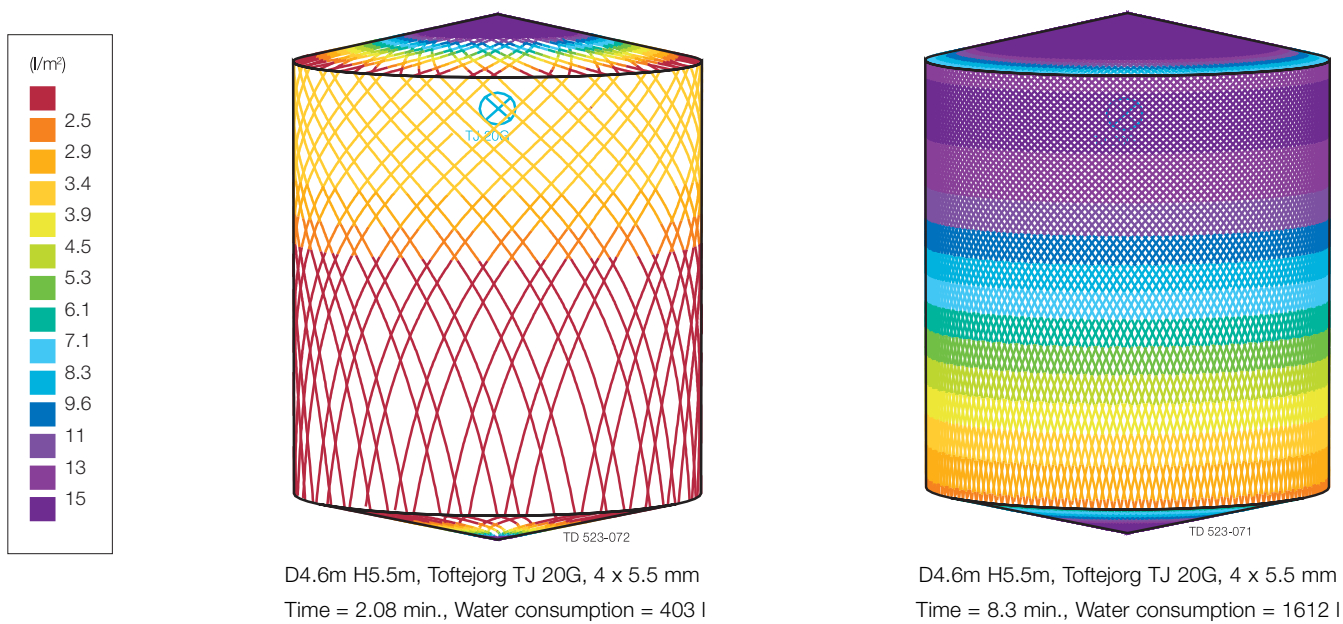 (l/m²)
2.5
2.9
3.4
3.9
4.5
5.3
6.1
7.1
8.3
9.6
11
13
15
TJ 20G
TD 523-072
D4.6m H5.5m, Toftejorg TJ 20G, 4 x 5.5 mm
Time = 2.08 min., Water consumption = 403 l
TD 523-071
D4.6m H5.5m, Toftejorg TJ 20G, 4 x 5.5 mm
Time = 8.3 min., Water consumption = 1612 l